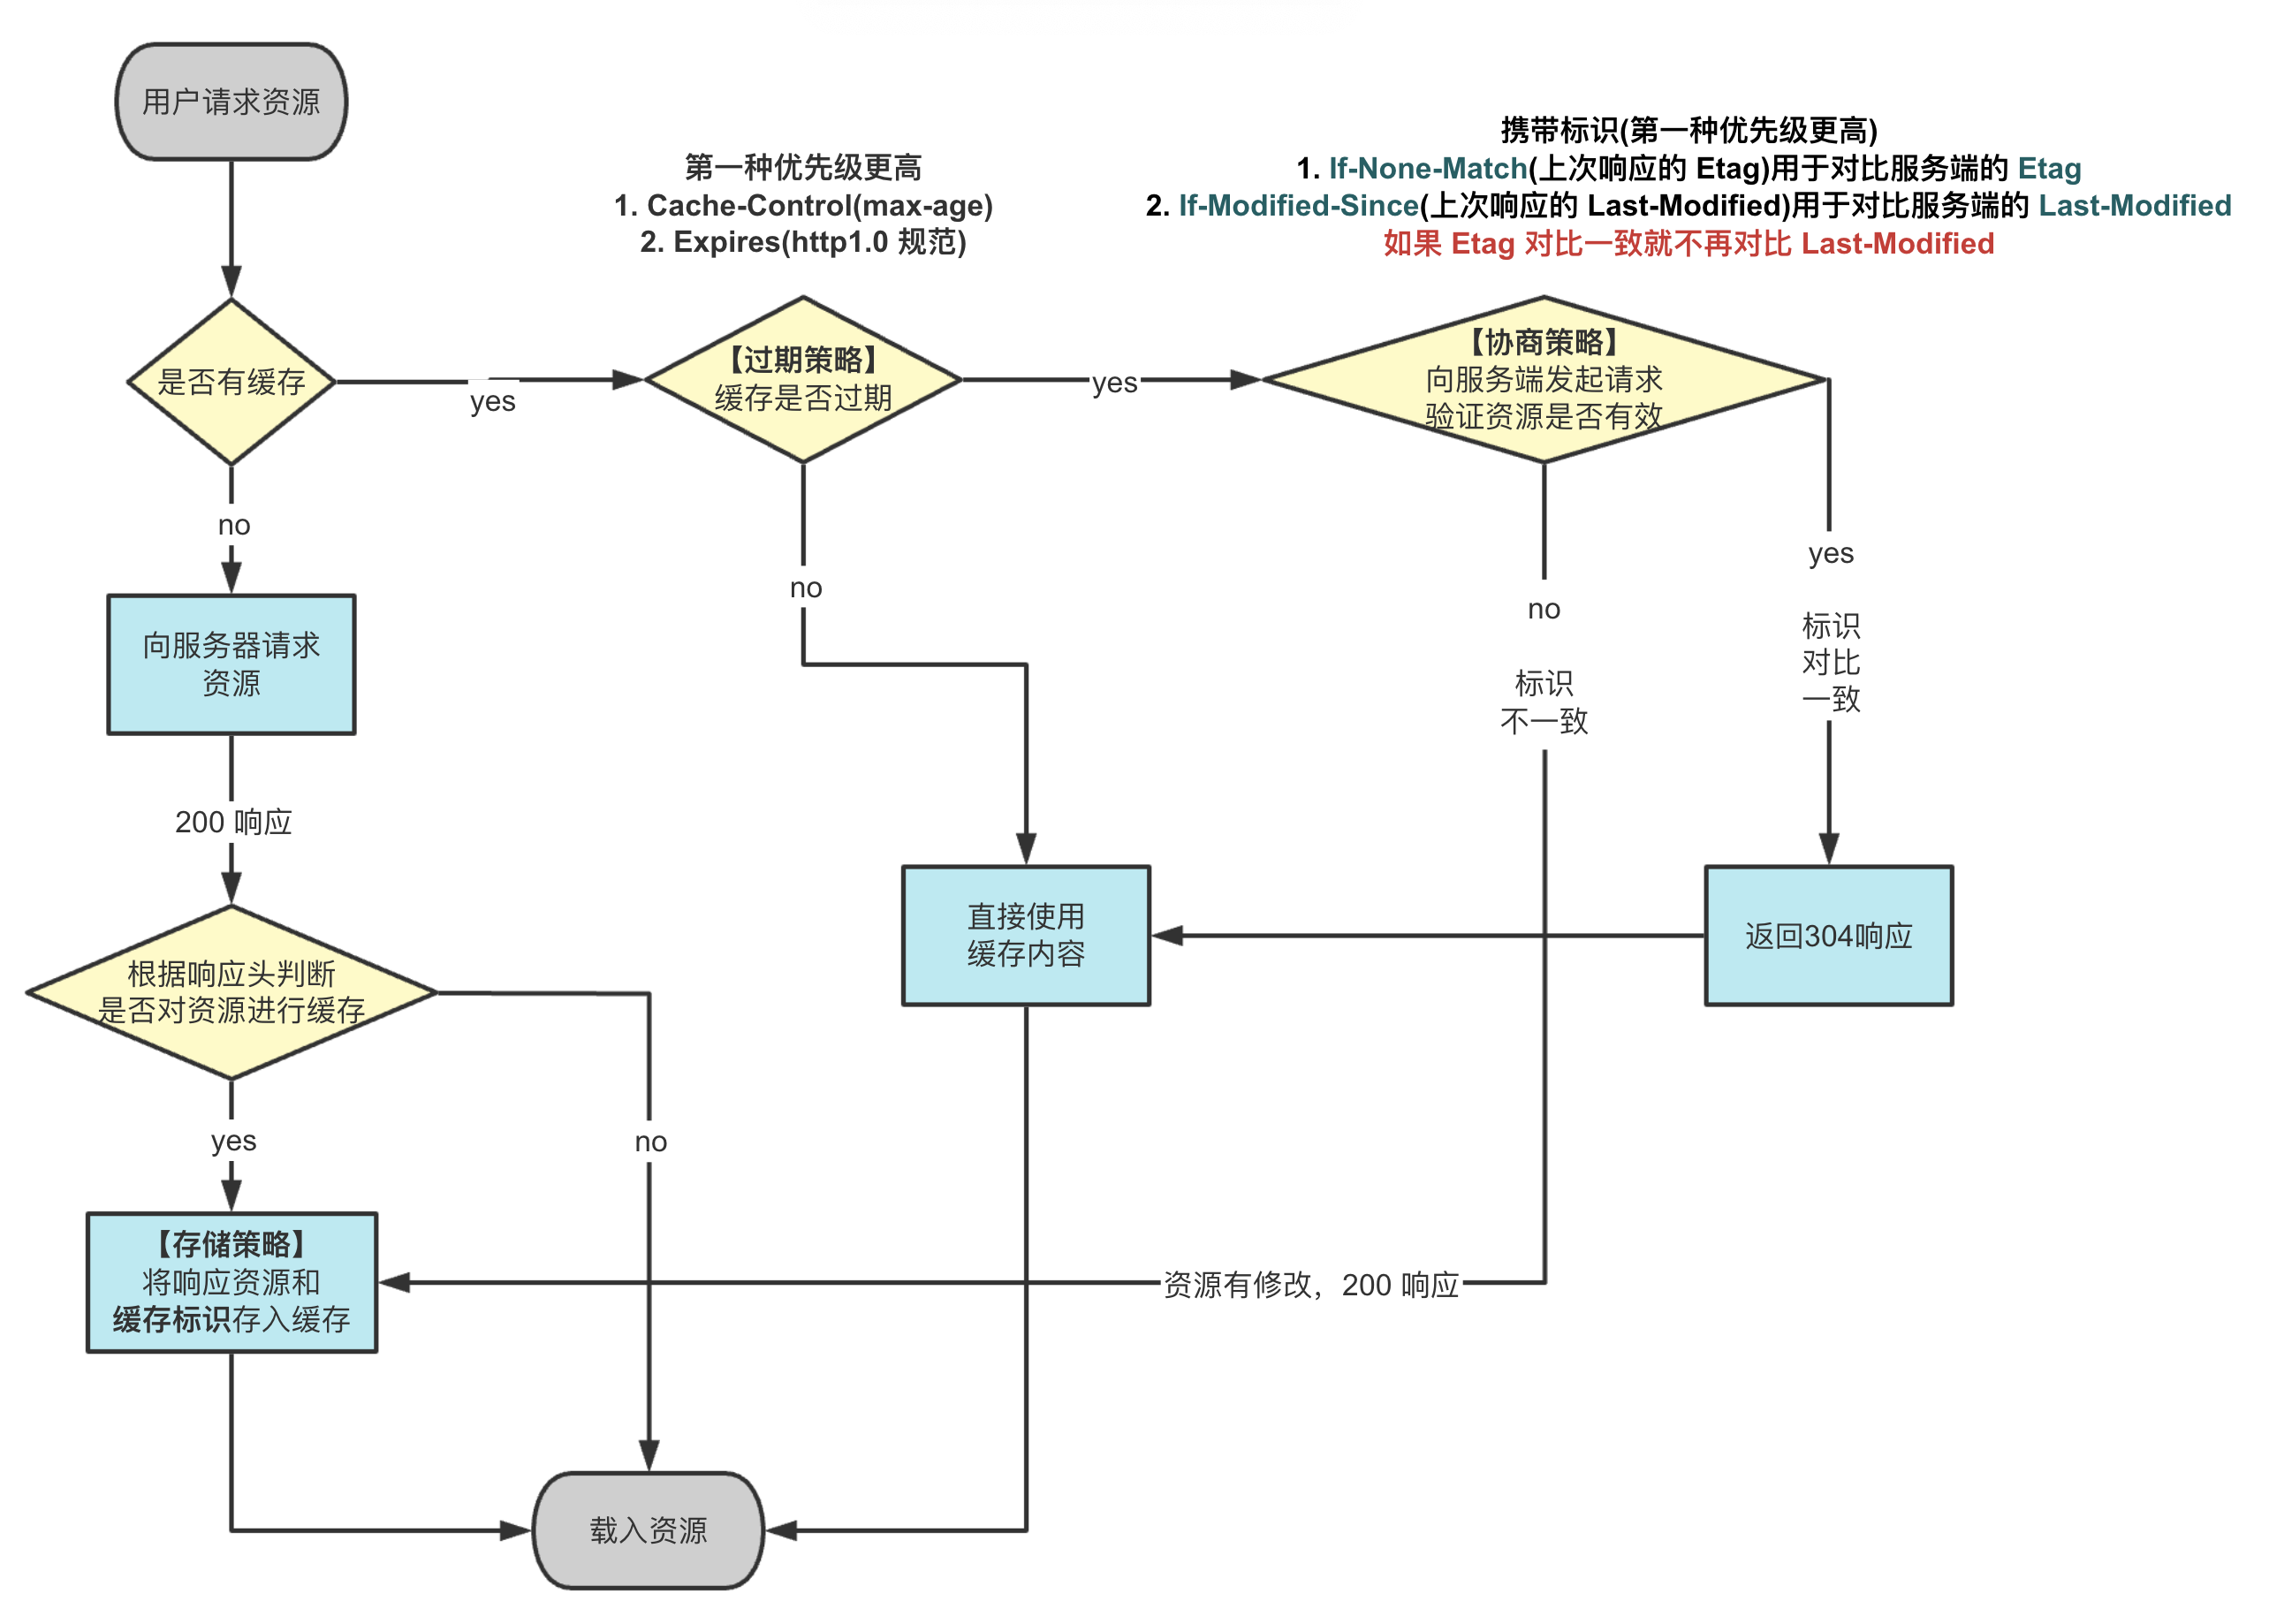 用户请求资源
第一种优先级更高
1. Cache-Control(max-age)
2. Expires(http1.0 规范)
携带标识(第一种优先级更高)
1. If-None-Match(上次响应的 Etag)用于对比服务端的 Etag
2. If-Modified-Since(上次响应的 Last-Modified)用于对比服务端的 Last-Modified
如果 Etag 对比一致就不再对比 Last-Modified
是否有缓存
yes
【过期策略】
缓存是否过期
yes
【协商策略】
向服务端发起请求
验证资源是否有效
no
no
no
标识
不一致
yes
标识
对比
一致
向服务器请求
资源
200 响应
直接使用
缓存内容
返回304响应
根据响应头判断
是否对资源进行缓存
yes
no
【存储策略】
将响应资源和
缓存标识存入缓存
资源有修改，200 响应
载入资源